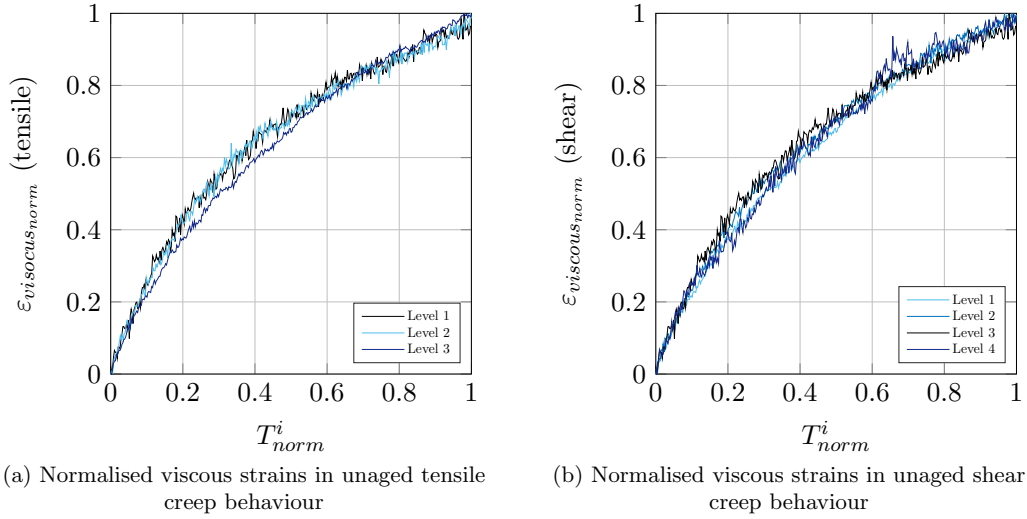 1
0.8
0.6
0.4
0.2
0
0 0.2 0.4 0.6 0.8 1
ε_{visocus_{norm}} (tensile)
T^i_{norm}
Level 1
Level 2
Level 3
(a) Normalised viscous strains in unaged tensile
creep behaviour
1
0.8
0.6
0.4
0.2
0
0 0.2 0.4 0.6 0.8 1
ε_{viscous_{norm}} (shear)
T^i_{norm}
Level 1
Level 2
Level 3
Level 4
(b) Normalised viscous strains in unaged shear
creep behaviour